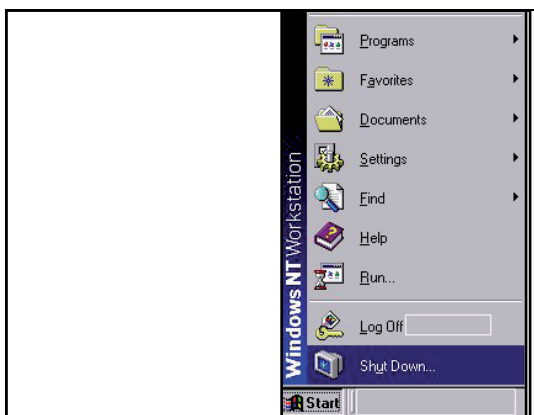 Programs
Favorites
Documents
Settings
Find
Help
Run...
Log Off
Shut Down...
Windows NT Workstation
Start